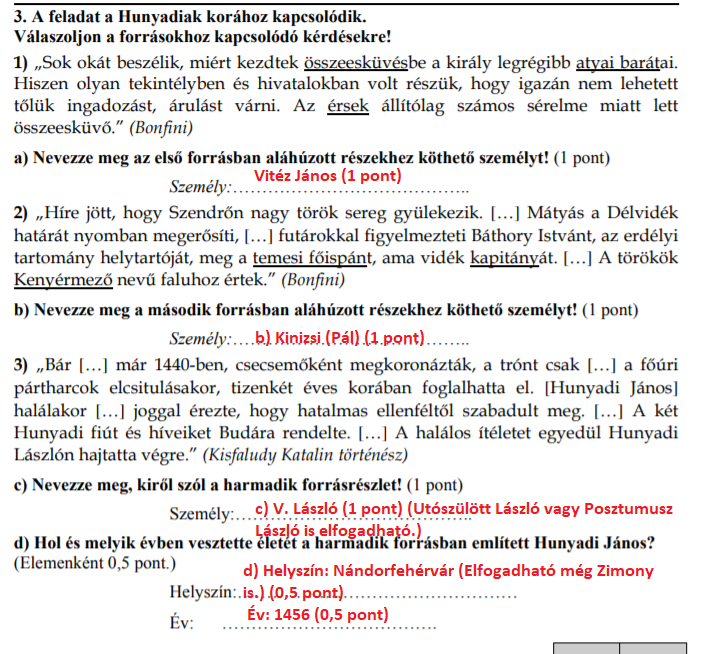 3. A feladat a Hunyadiak korához kapcsolódik.
Válaszoljon a forrásokhoz kapcsolódó kérdésekre!
1) „Sok okát beszélik, miért kezdtek összeesküvésbe a király legrégibb atyai barátai.
Hiszen olyan tekintélyben és hivatalokban volt részük, hogy igazán nem lehetett
tőlük ingadozást, árulást várni. Az érsek állítólag számos sérelme miatt lett
összeesküvő.” (Bonfini)
a) Nevezze meg az első forrásban aláhúzott részekhez köthető személyt! (1 pont)
Személy:…Vitéz János (1 pont)…
2) „Híre jött, hogy Szendrőn nagy török sereg gyülekezik. […] Mátyás a Délvidék
határát nyomban megerősíti, […] futárokkal figyelmezteti Báthory Istvánt, az erdélyi
tartomány helytartóját, meg a temesi főispánt, ama vidék kapitányát. […] A törökök
Kenyérmező nevű faluhoz értek.” (Bonfini)
b) Nevezze meg a második forrásban aláhúzott részekhez köthető személyt! (1 pont)
Személy:…b) Kinizsi (Pál) (1 pont)…
3) „Bár […] már 1440-ben, csecsemőként megkoronázták, a trónt csak […] a főúri
pártharcok elcsitulásakor, tizenkét éves korában foglalhatta el. [Hunyadi János]
halálakor […] joggal érezte, hogy hatalmas ellenféltől szabadult meg. […] A két
Hunyadi fiút és híveiket Budára rendelte. […] A halálos ítéletet egyedül Hunyadi
Lászlón hajtatta végre.” (Kisfaludy Katalin történész)
c) Nevezze meg, kiről szól a harmadik forrásrészlet! (1 pont)
Személy:…c) V. László (1 pont) (Utószülött László vagy Posztumusz
László is elfogadható.)
d) Hol és melyik évben vesztette életét a harmadik forrásban említett Hunyadi János?
(Elemenként 0,5 pont.)
d) Helyszín: Nándorfehérvár (Elfogadható még Zimony
Helyszín:…is.) (0,5 pont)…
Év: 1456 (0,5 pont)
Év: …